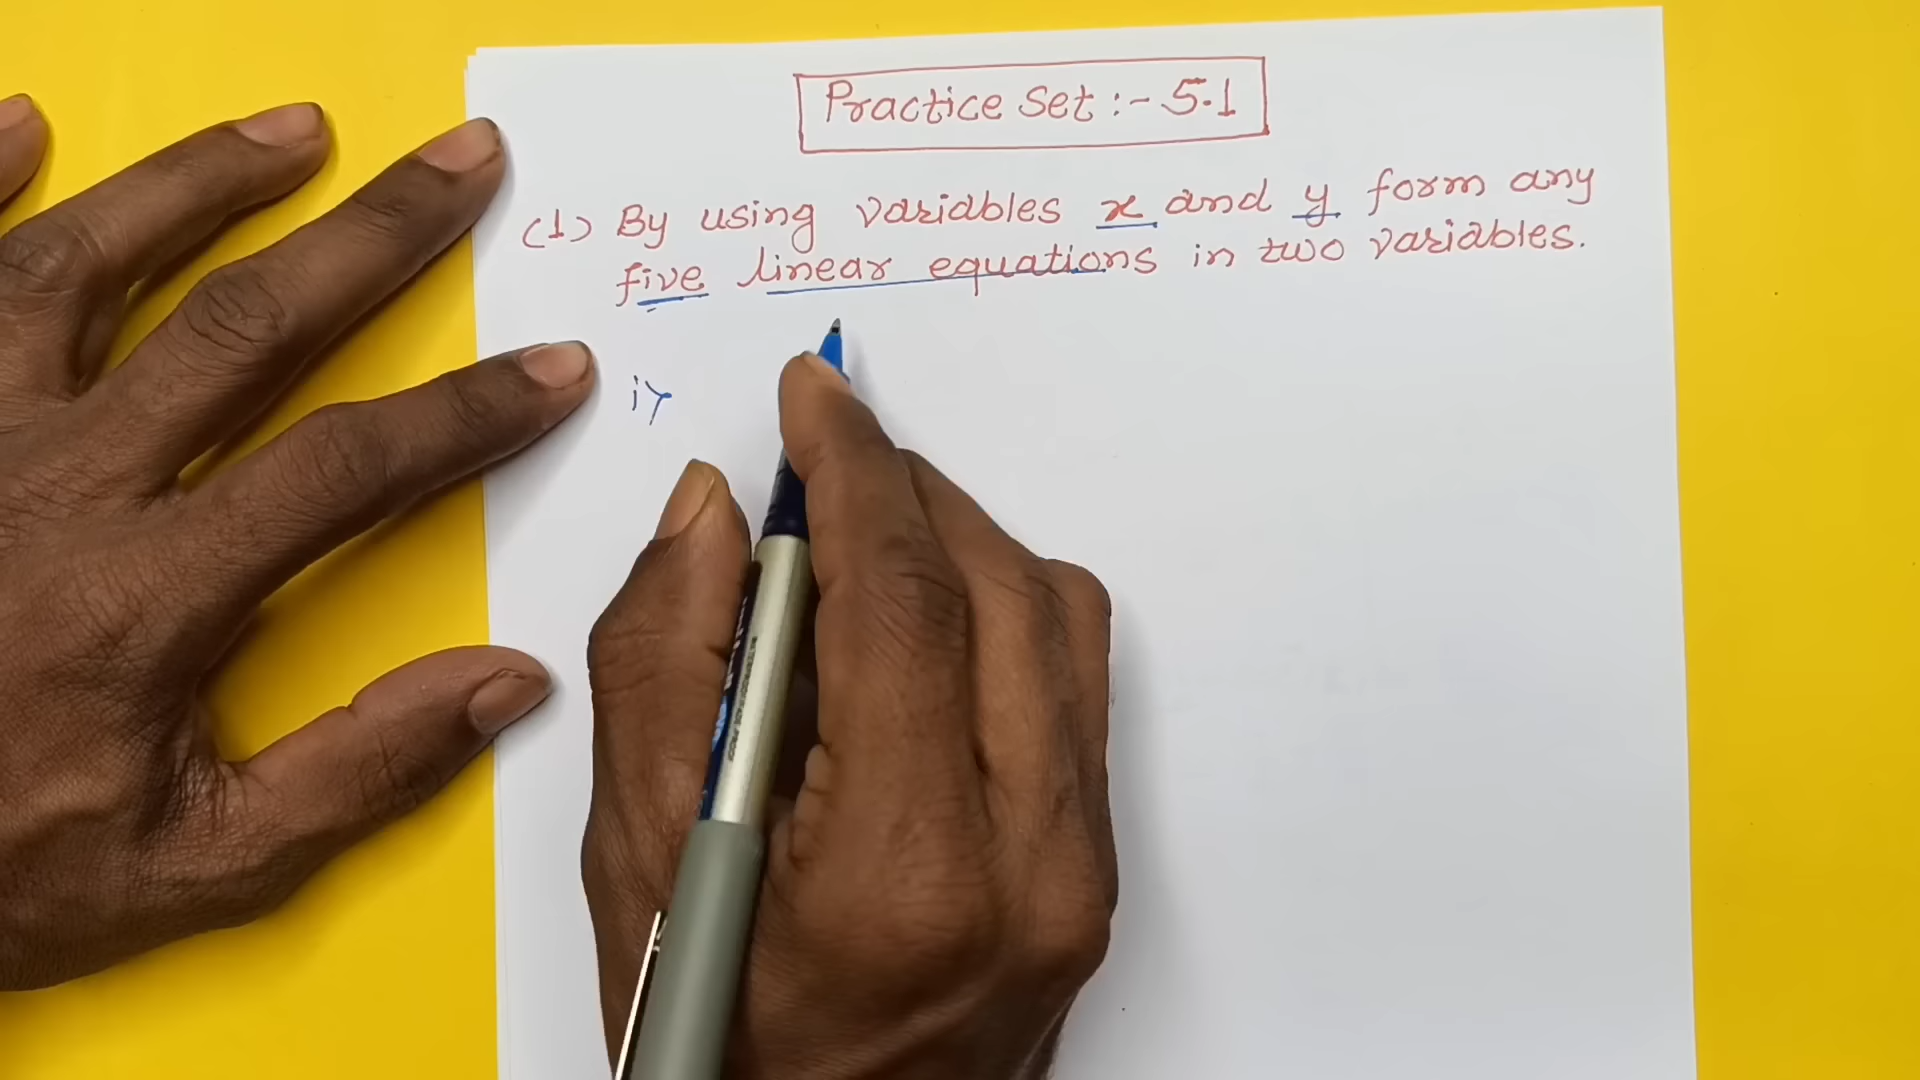 Practice Set :- 5.1
(1) By using variables x and y form any
five linear equations in two variables.
i)